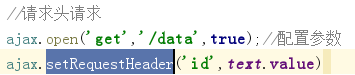 //请求头请求
ajax.open('get','/data',true);//配置参数
ajax.setRequestHeader('id',text.value)